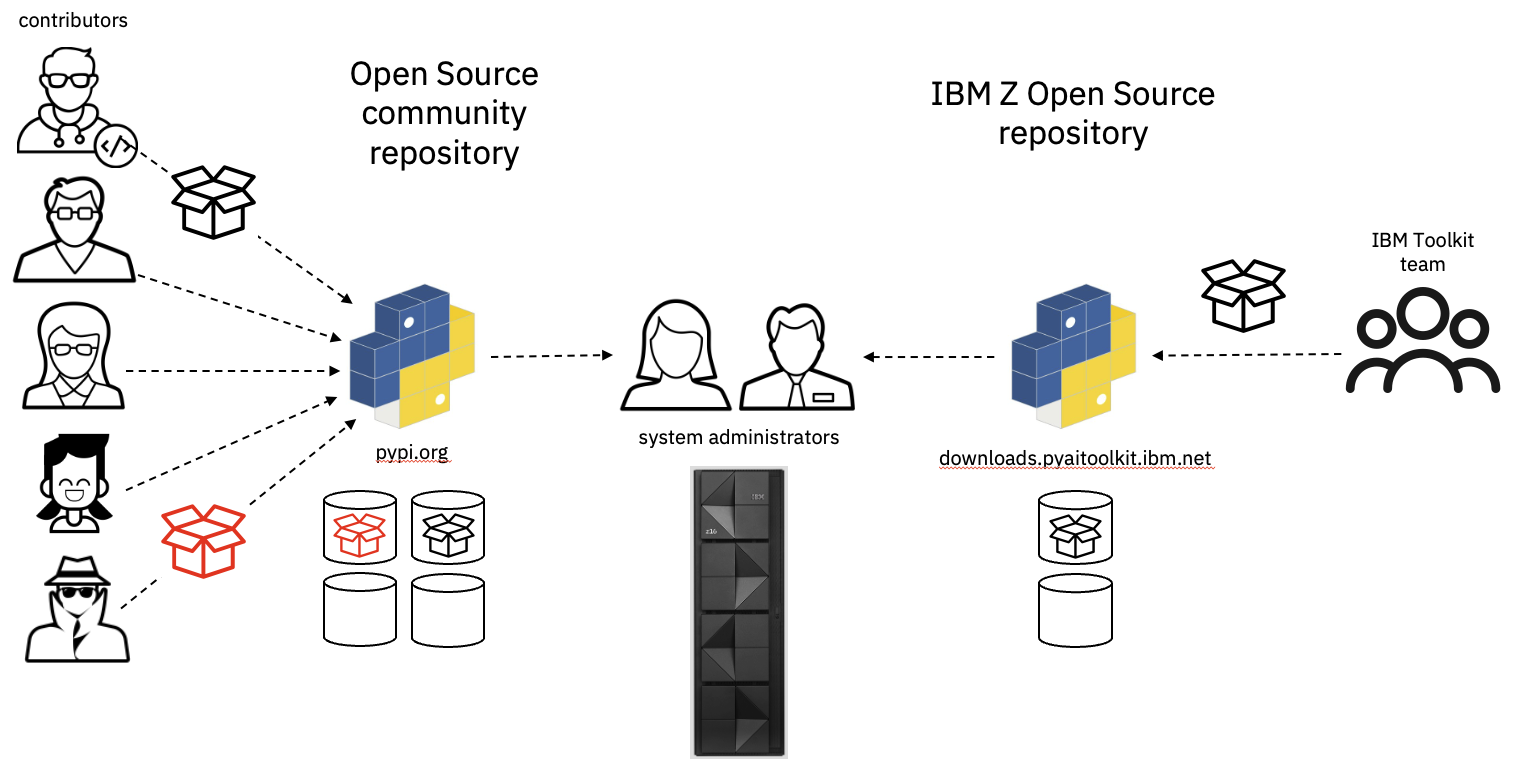 contributors
Open Source
community
repository
IBM Z Open Source
repository
IBM Toolkit
team
</>
pypi.org
system administrators
downloads.pyaitoolkit.ibm.net
IBM
z16